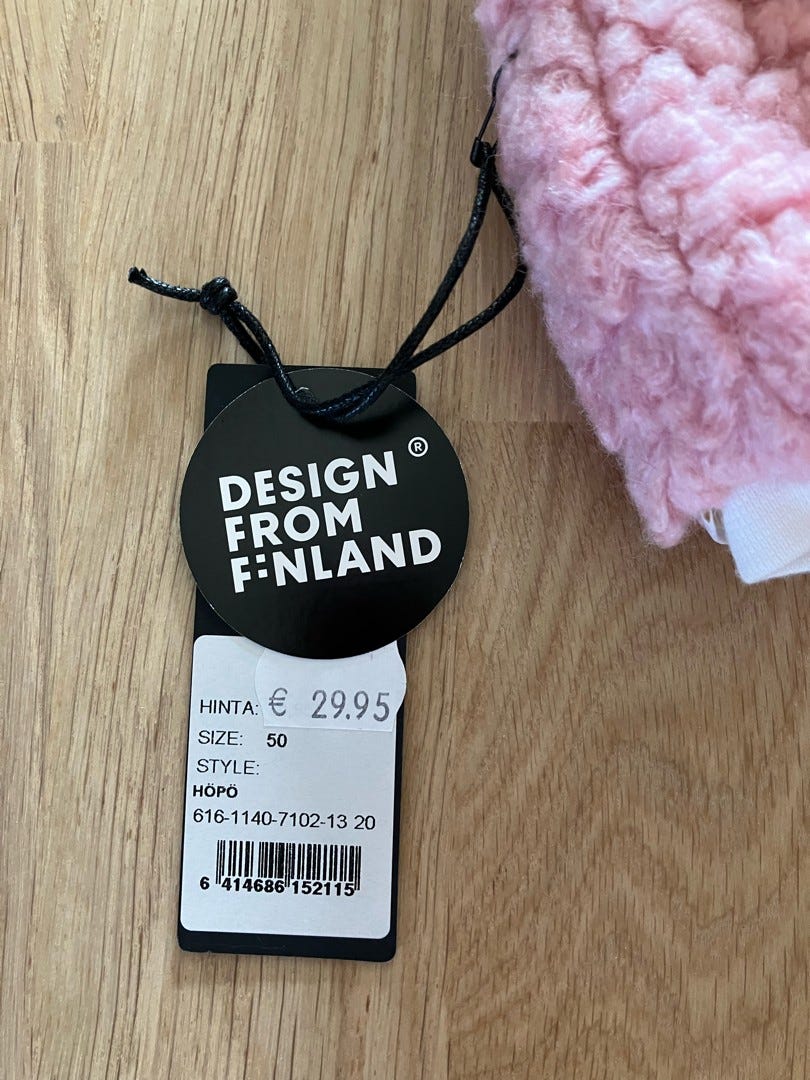 DESIGN ®
FROM
F:NLAND
HINTA: € 29.95
SIZE: 50
STYLE:
HÖPÖ
616-1140-7102-13 20
6 414686 152115